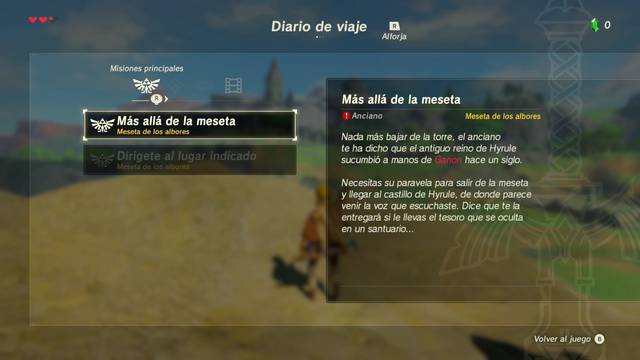 Diario de viaje
R
Alforja
0
Misiones principales
R
Más allá de la meseta
Meseta de los albores
Dirígete al lugar indicado
Meseta de los albores
Más allá de la meseta
! Anciano
Meseta de los albores
Nada más bajar de la torre, el anciano
te ha dicho que el antiguo reino de Hyrule
sucumbió a manos de Ganon hace un siglo.
Necesitas su paravela para salir de la meseta
y llegar al castillo de Hyrule, de donde parece
venir la voz que escuchaste. Dice que te la
entregará si le llevas el tesoro que se oculta
en un santuario...
Volver al juego B